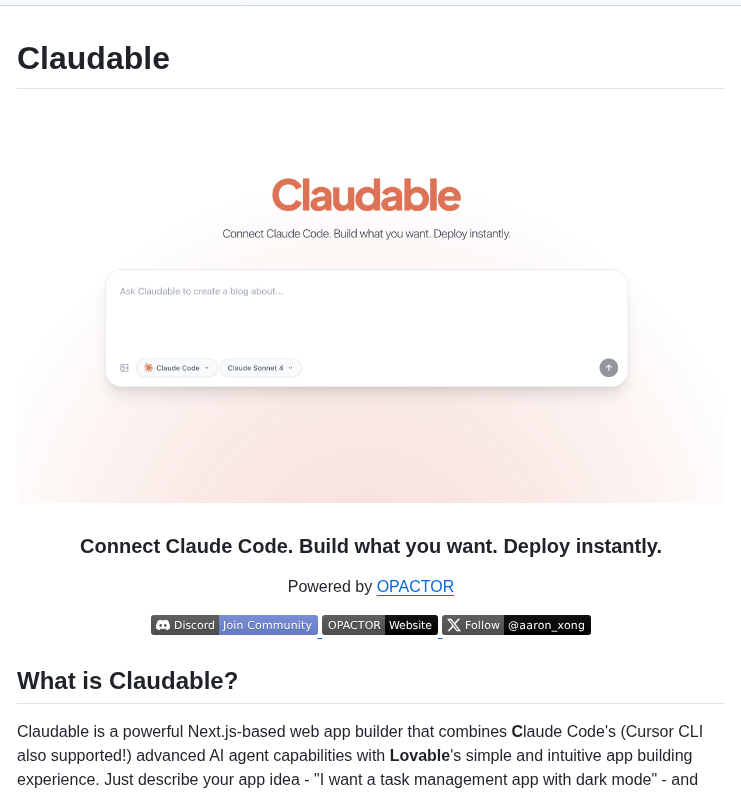 Claudable
Claudable
Connect Claude Code. Build what you want. Deploy instantly.
Ask Claudable to create a blog about...
Claude Code
Claude Sonnet 4
Connect Claude Code. Build what you want. Deploy instantly.
Powered by OPACTOR
Discord Join Community OPACTOR Website Follow @aaron_xong
What is Claudable?
Claudable is a powerful Next.js-based web app builder that combines Claude Code's (Cursor CLI
also supported!) advanced AI agent capabilities with Lovable's simple and intuitive app building
experience. Just describe your app idea - "I want a task management app with dark mode" - and